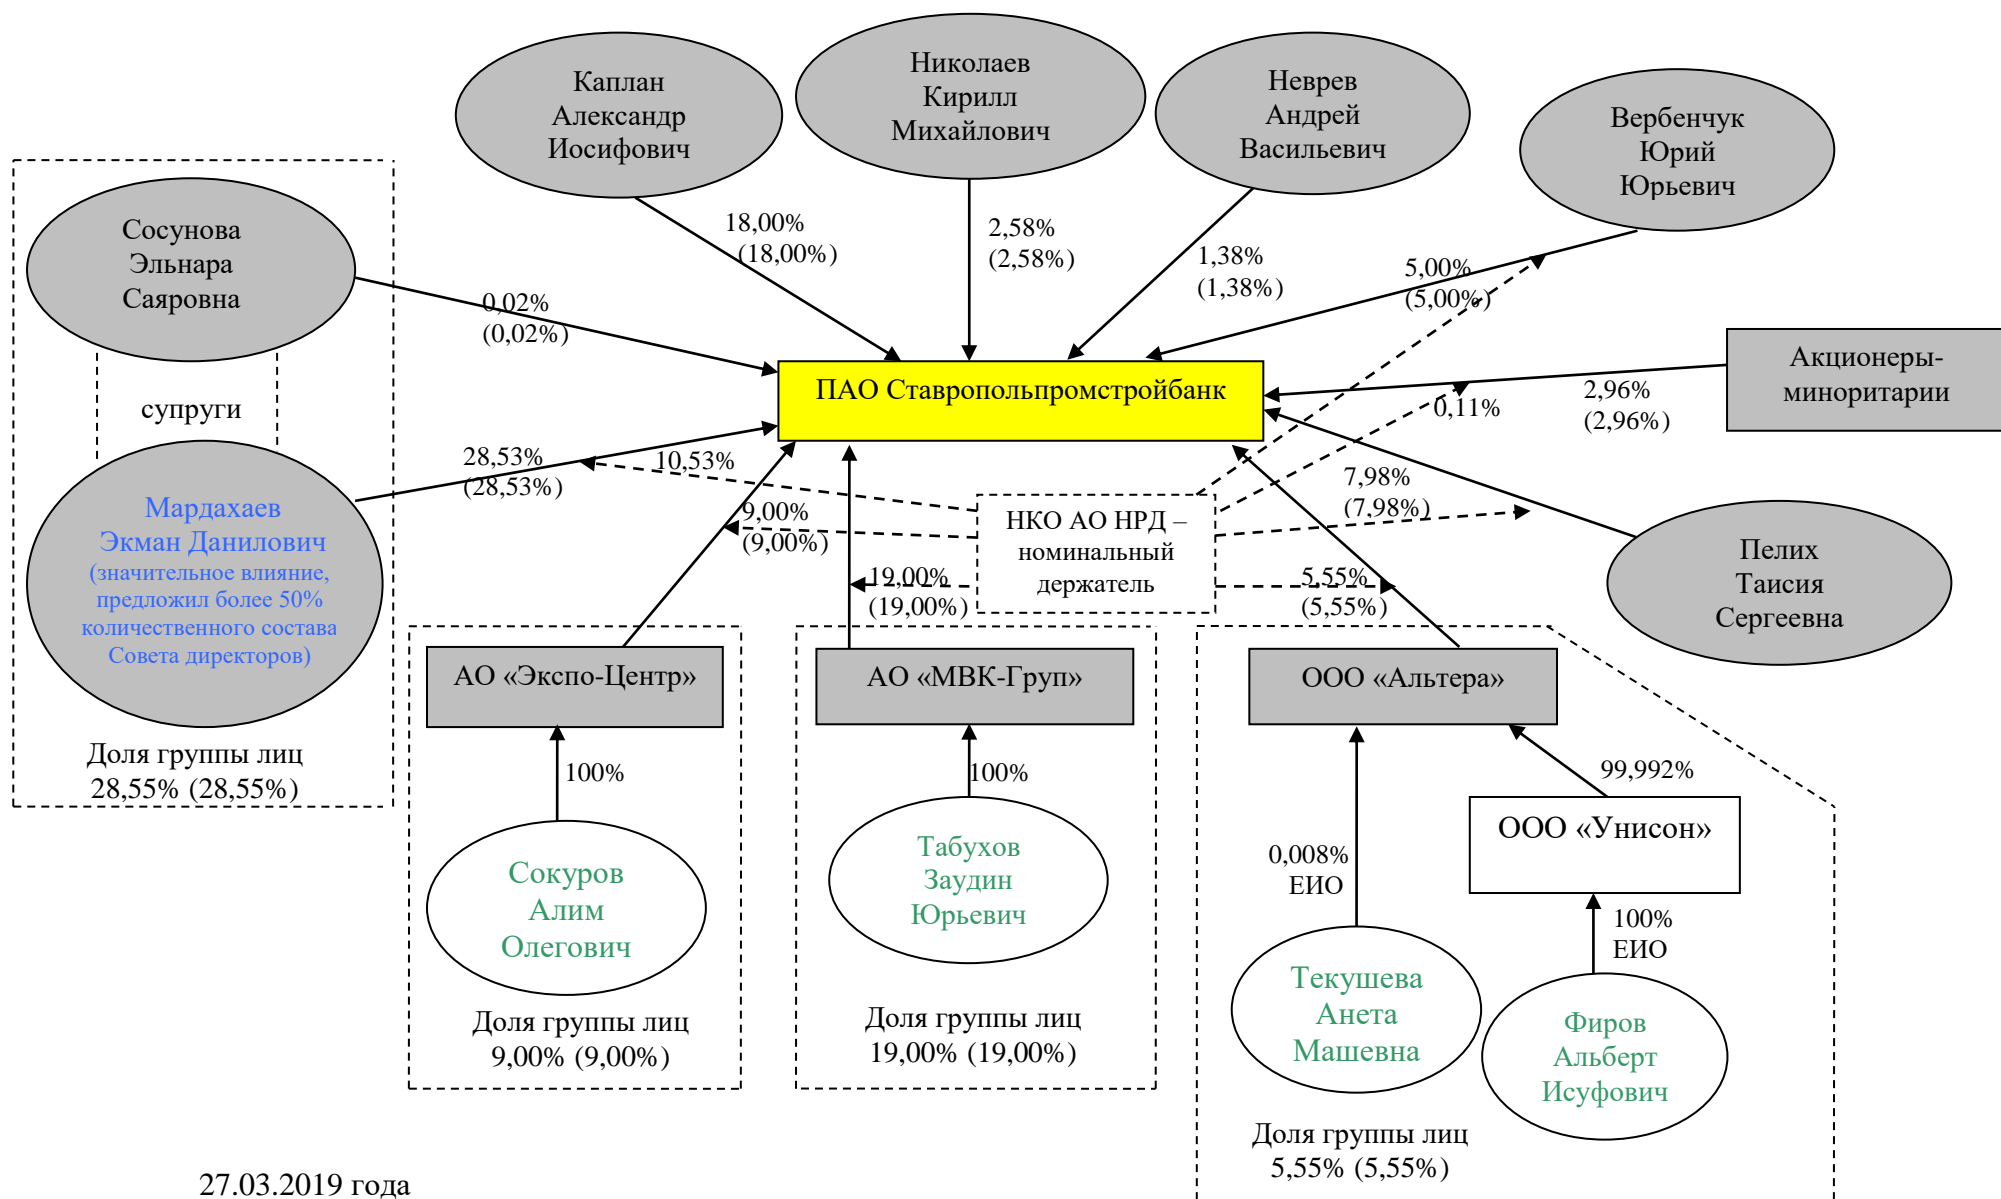 Каплан
Александр
Иосифович
Николаев
Кирилл
Михайлович
Неврев
Андрей
Васильевич
Вербенчук
Юрий
Юрьевич
Сосунова
Эльнара
Саяровна
18,00%
(18,00%)
2,58%
(2,58%)
1,38%
(1,38%)
5,00%
(5,00%)
0,02%
(0,02%)
ПАО Ставропольпромстройбанк
Акционеры-
миноритарии
2,96%
(2,96%)
0,11%
супруги
28,53%
(28,53%)
10,53%
7,98%
(7,98%)
Мардахаев
Экман Данилович
(значительное влияние,
предложил более 50%
количественного состава
Совета директоров)
9,00%
(9,00%)
НКО АО НРД –
номинальный
держатель
19,00%
(19,00%)
5,55%
(5,55%)
Пелих
Таисия
Сергеевна
АО «Экспо-Центр»
АО «МВК-Груп»
ООО «Альтера»
Доля группы лиц
28,55% (28,55%)
100%
100%
99,992%
ООО «Унисон»
0,008%
ЕИО
Сокуров
Алим
Олегович
Табухов
Заудин
Юрьевич
100%
ЕИО
Текушева
Анета
Машевна
Фиров
Альберт
Исуфович
Доля группы лиц
9,00% (9,00%)
Доля группы лиц
19,00% (19,00%)
Доля группы лиц
5,55% (5,55%)
27.03.2019 года